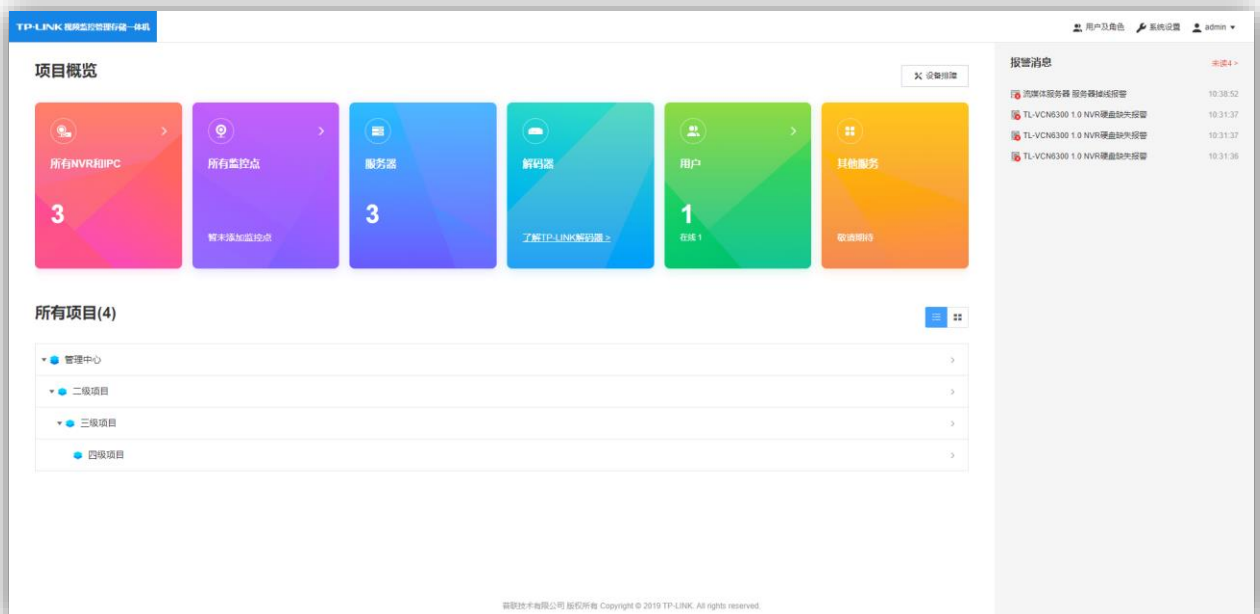 TP-LINK 视频监控管理存储一体机
用户及角色 系统设置 admin
项目概览
设备排障
所有NVR和IPC
3
所有监控点
暂未添加监控点
服务器
3
解码器
了解TP-LINK解码器 >
用户
1
在线 1
其他服务
敬请期待
所有项目(4)
管理中心
二级项目
三级项目
四级项目
报警消息 未读4 >
流媒体服务器 服务器掉线报警 10:38:52
TL-VCN6300 1.0 NVR硬盘缺失报警 10:31:37
TL-VCN6300 1.0 NVR硬盘缺失报警 10:31:37
TL-VCN6300 1.0 NVR硬盘缺失报警 10:31:36
普联技术有限公司 版权所有 Copyright © 2019 TP-LINK. All rights reserved.